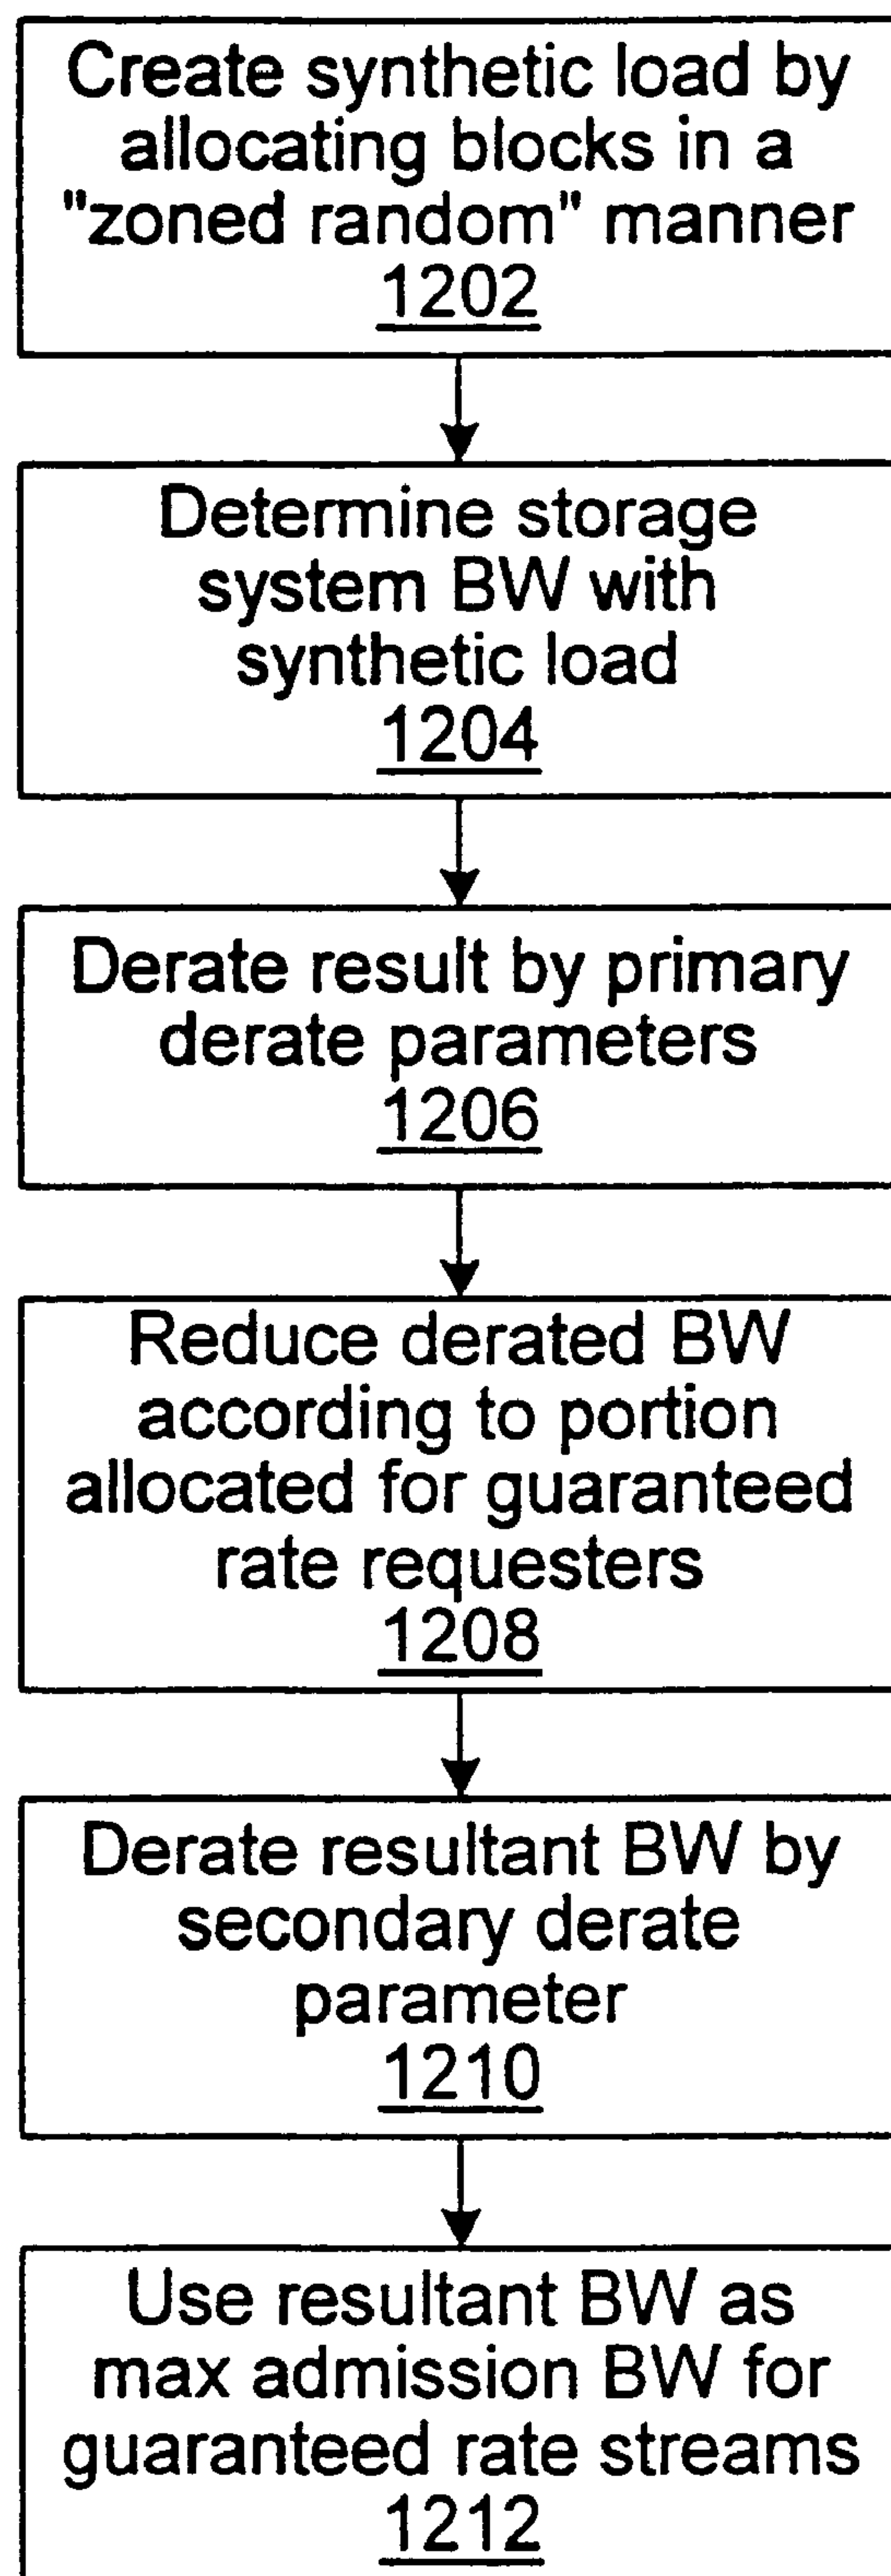 Create synthetic load by
allocating blocks in a
"zoned random" manner
1202
Determine storage
system BW with
synthetic load
1204
Derate result by primary
derate parameters
1206
Reduce derated BW
according to portion
allocated for guaranteed
rate requesters
1208
Derate resultant BW by
secondary derate
parameter
1210
Use resultant BW as
max admission BW for
guaranteed rate streams
1212